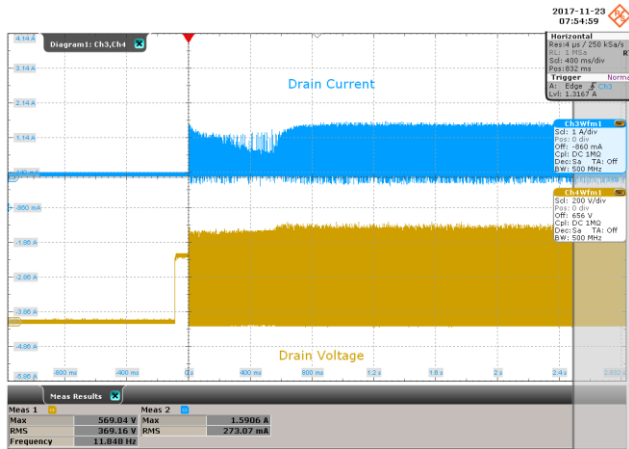 2017-11-23
07:54:59
Diagram1: Ch3,Ch4
Horizontal
Res:4 µs / 250 kSa/s
RL: 1 MSa
Scl: 400 ms/div
Pos:832 ms
Trigger
A: Edge Ch3
Lvl: 1.3167 A
4.14 A
3.14 A
2.14 A
1.14 A
-860 mA
-1.86 A
-2.86 A
-3.86 A
-4.86 A
-5.86 A
Drain Current
Ch3Wfm1
Scl: 1 A/div
Pos: 0 div
Off: -860 mA
Cpl: DC 1MΩ
Dec: Sa TA: Off
BW: 500 MHz
Ch4Wfm1
Scl: 200 V/div
Pos: 0 div
Off: 656 V
Cpl: DC 1MΩ
Dec: Sa TA: Off
BW: 500 MHz
Drain Voltage
-800 ms -400 ms 0 s 400 ms 800 ms 1.2 s 1.6 s 2 s 2.4 s
Meas Results
Meas 1 Meas 2
Max 569.04 V Max 1.5906 A
RMS 369.16 V RMS 273.07 mA
Frequency 11.848 Hz